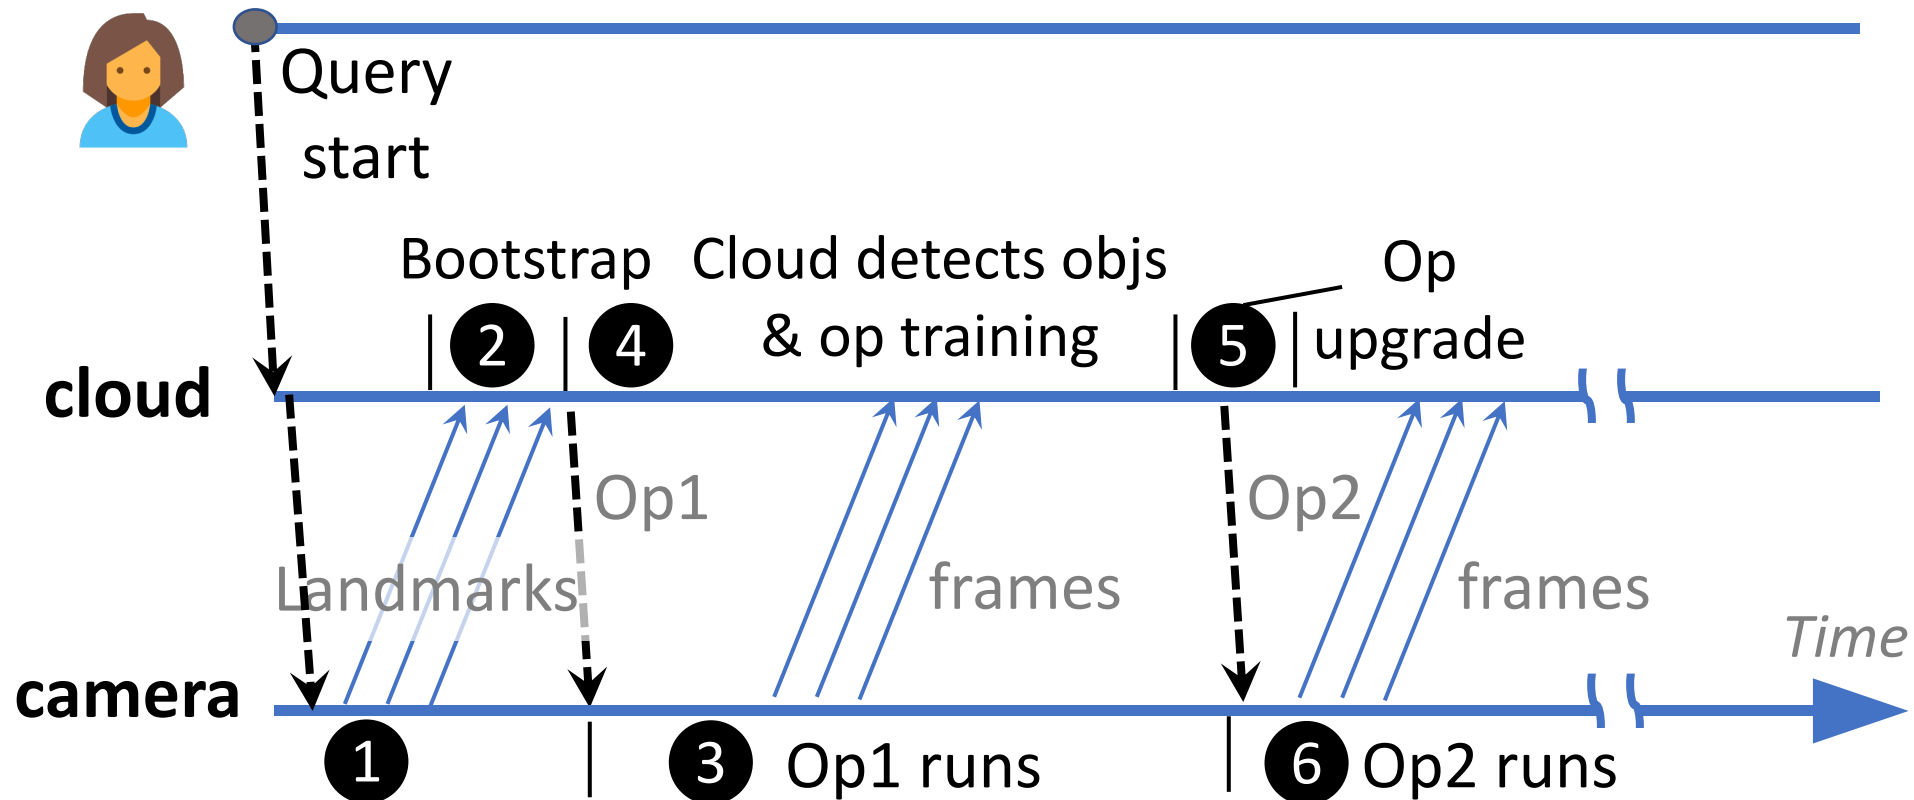 Query
start
Bootstrap
Cloud detects objs
& op training
Op
upgrade
2
4
5
cloud
Op1
Op2
Landmarks
frames
frames
Time
camera
1
3 Op1 runs
6 Op2 runs